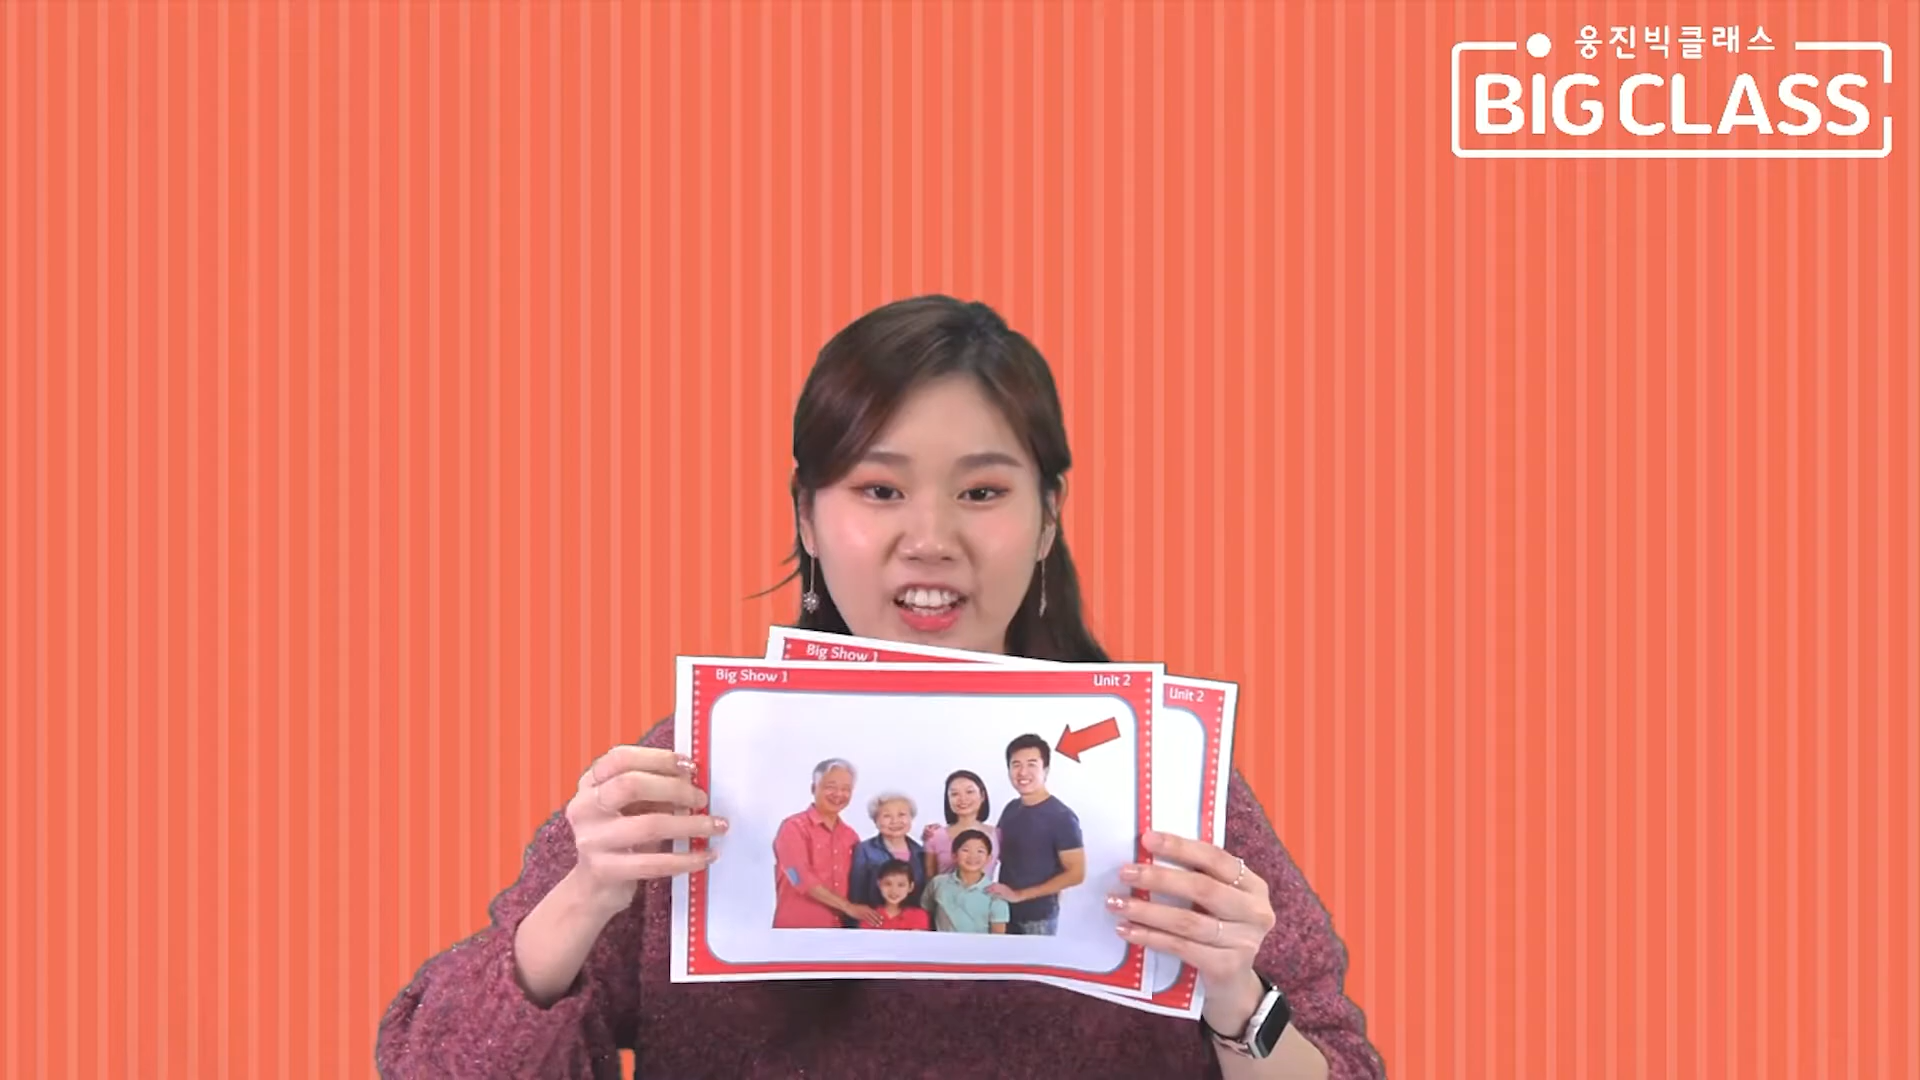 웅진빅클래스
BIG CLASS
Big Show 1
Unit 2
Big Show 1
Unit 2